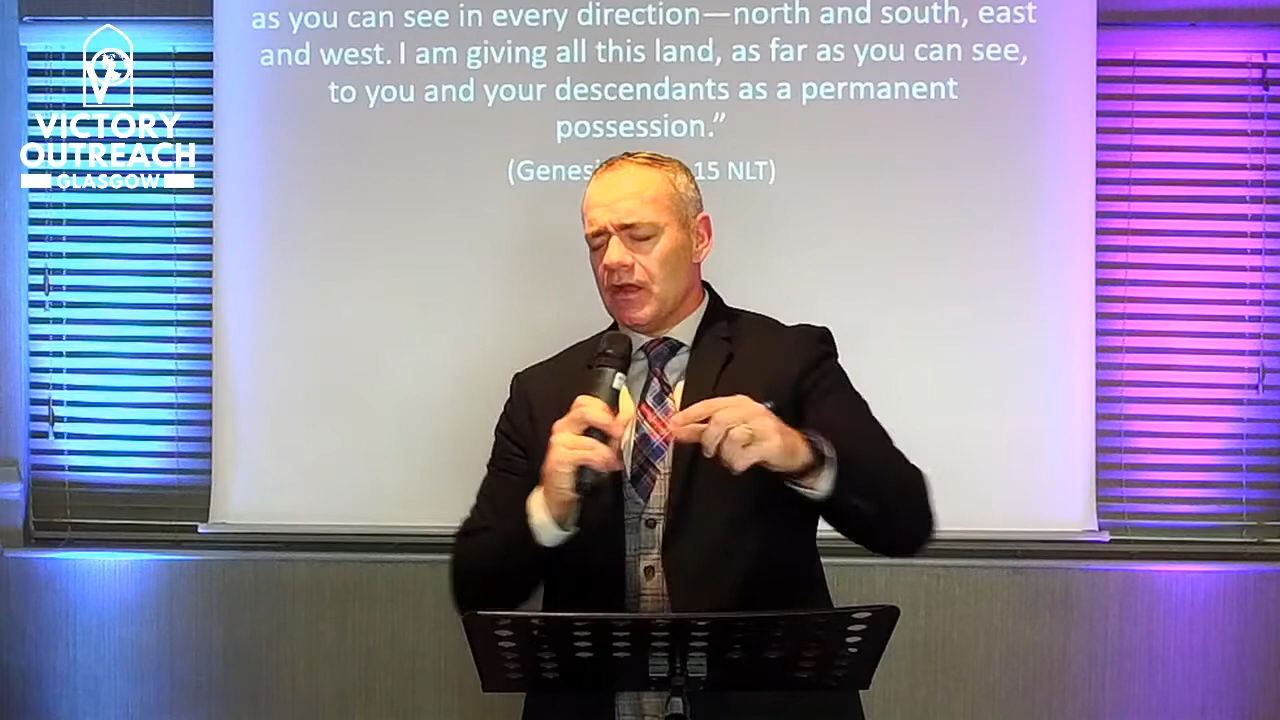 VICTORY
OUTREACH
GLASGOW
as you can see in every direction—north and south, east
and west. I am giving all this land, as far as you can see,
to you and your descendants as a permanent
possession.”
(Genesi 15 NLT)